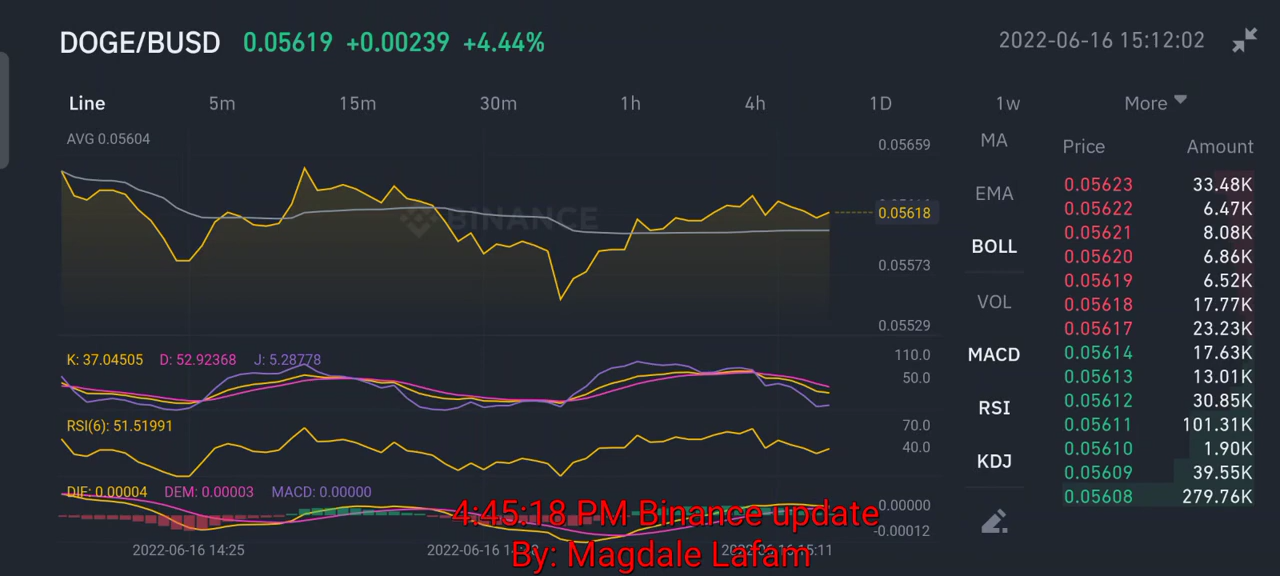 DOGE/BUSD 0.05619 +0.00239 +4.44% 2022-06-16 15:12:02
Line 5m 15m 30m 1h 4h 1D 1w More
AVG 0.05604
0.05659
BINANCE
0.05618
0.05573
0.05529
K: 37.04505 D: 52.92368 J: 5.28778
110.0
50.0
RSI(6): 51.51991
70.0
40.0
DIF: 0.00004 DEM: 0.00003 MACD: 0.00000
0.00000
-0.00012
2022-06-16 14:25
MA
EMA
BOLL
VOL
MACD
RSI
KDJ
Price Amount
0.05623 33.48K
0.05622 6.47K
0.05621 8.08K
0.05620 6.86K
0.05619 6.52K
0.05618 17.77K
0.05617 23.23K
0.05614 17.63K
0.05613 13.01K
0.05612 30.85K
0.05611 101.31K
0.05610 1.90K
0.05609 39.55K
0.05608 279.76K
4:45:18 PM Binance update
By: Magdale Lafam